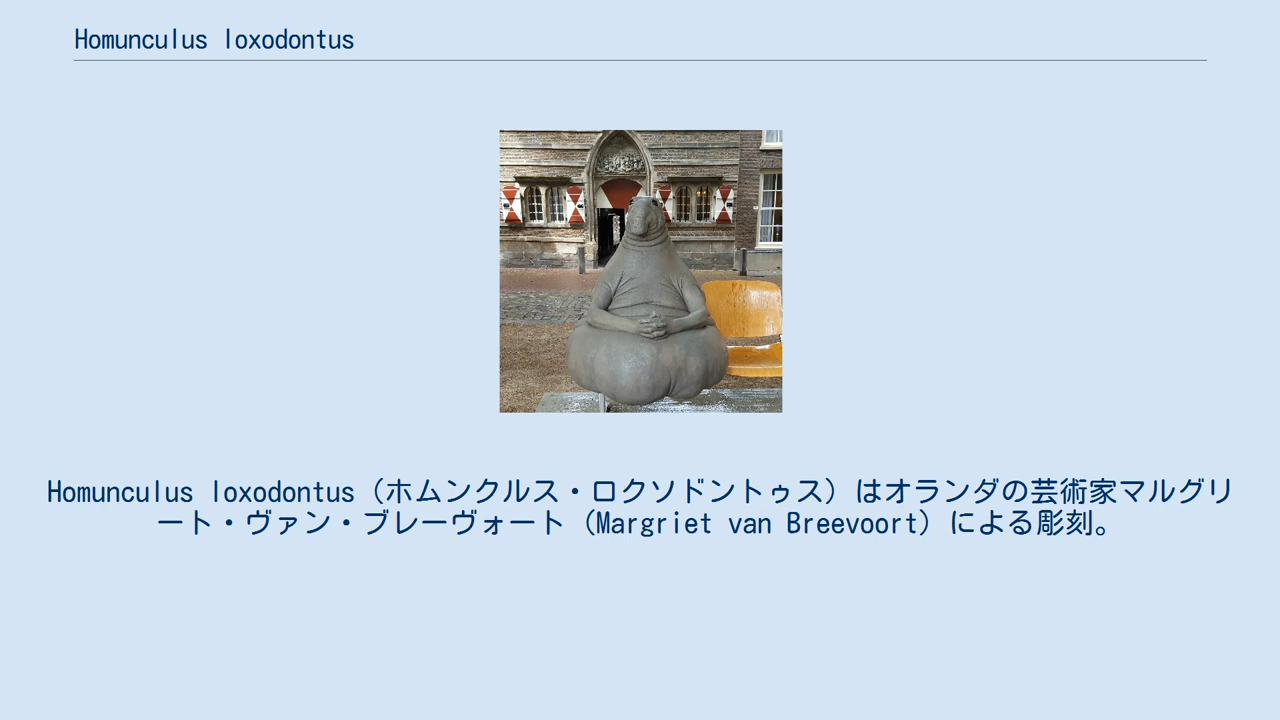 Homunculus loxodontus
Homunculus loxodontus（ホムンクルス・ロクソドントゥス）はオランダの芸術家マルグリ
ート・ヴァン・ブレーヴォート（Margriet van Breevoort）による彫刻。